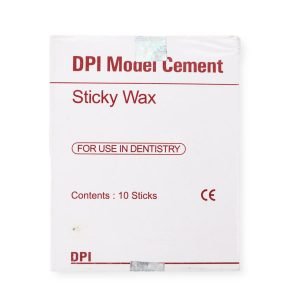 DPI Model Cement
Sticky Wax
FOR USE IN DENTISTRY
Contents : 10 Sticks
CE
DPI